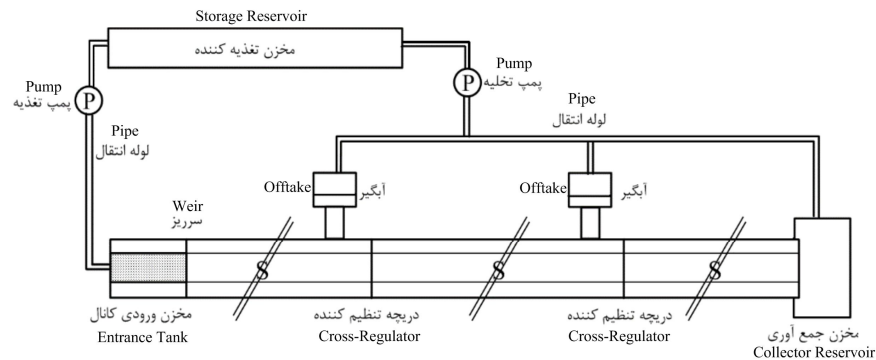 Storage Reservoir
مخزن تغذیه کننده
Pump
پمپ تغذیه
P
Pump
پمپ تخلیه
P
Pipe
لوله انتقال
Pipe
لوله انتقال
Offtake
آبگیر
Offtake
آبگیر
Weir
سرریز
S
S
S
مخزن ورودی کانال
Entrance Tank
دریچه تنظیم کننده
Cross-Regulator
دریچه تنظیم کننده
Cross-Regulator
مخزن جمع آوری
Collector Reservoir